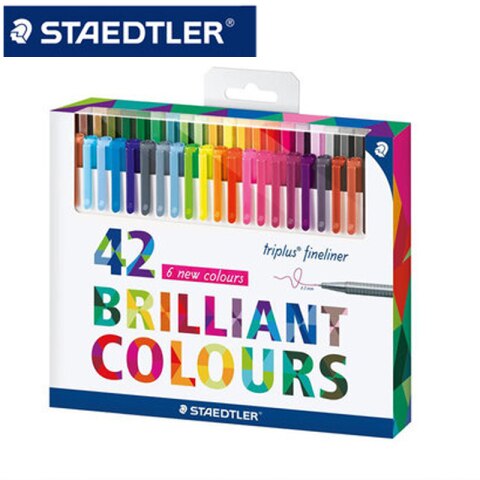 STAEDTLER®
42
6 new colours
triplus® fineliner
BRILLIANT
COLOURS
STAEDTLER